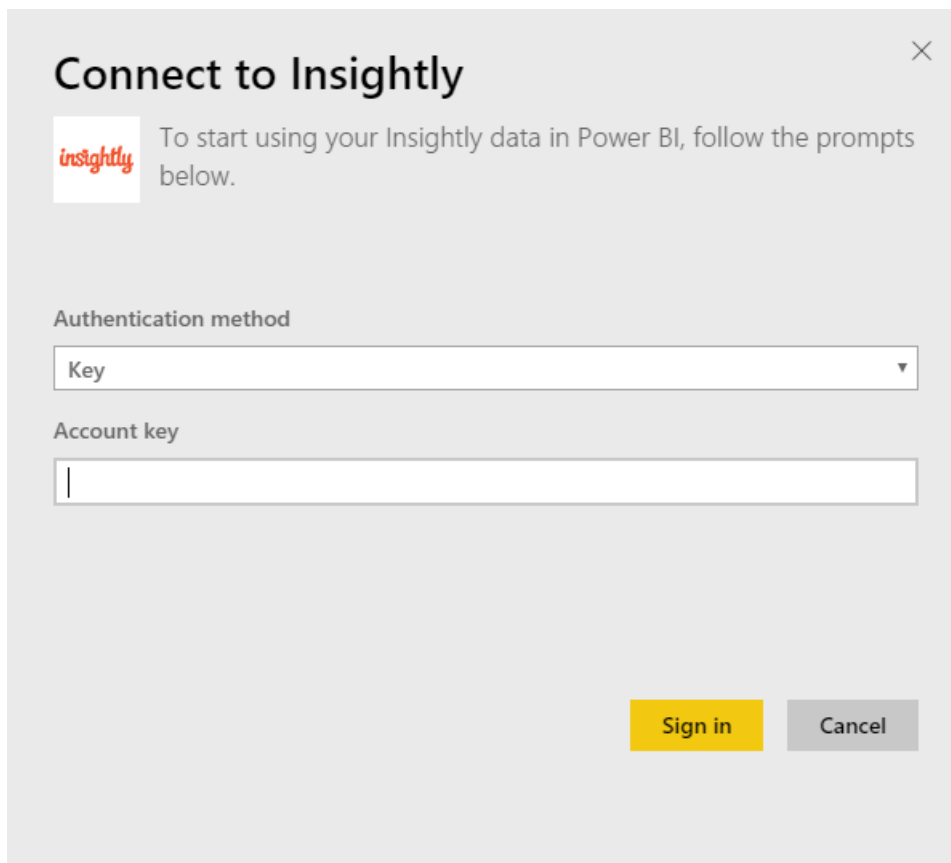 Connect to Insightly
insightly
To start using your Insightly data in Power BI, follow the prompts
below.
Authentication method
Key
Account key
Sign in
Cancel